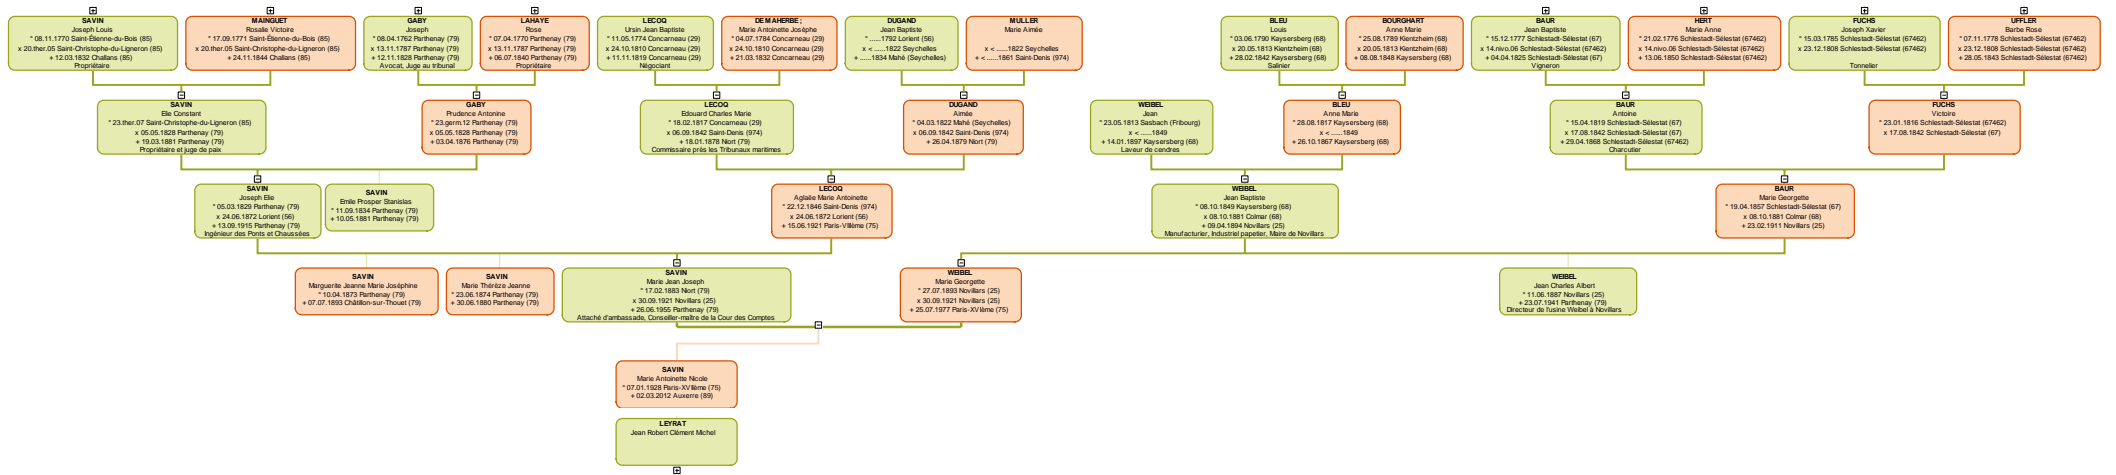 SAVIN
Joseph Louis
° 08.11.1770 Saint-Étienne-du-Bois (85)
x 20.ther.05 Saint-Christophe-du-Ligneron (85)
+ 12.03.1832 Challans (85)
Propriétaire
MAINGUET
Rosalie Victoire
° 17.09.1771 Saint-Étienne-du-Bois (85)
x 20.ther.05 Saint-Christophe-du-Ligneron (85)
+ 24.11.1844 Challans (85)
GABY
Joseph
° 08.04.1762 Parthenay (79)
x 13.11.1787 Parthenay (79)
+ 12.11.1828 Parthenay (79)
Avocat, Juge au tribunal
LAHAYE
Rose
° 07.04.1770 Parthenay (79)
x 13.11.1787 Parthenay (79)
+ 06.07.1840 Parthenay (79)
Propriétaire
LECOQ
Ursin Jean Baptiste
° 11.05.1774 Concarneau (29)
x 24.10.1810 Concarneau (29)
+ 11.11.1819 Concarneau (29)
Négociant
DE MAHERBE ;
Marie Antoinette Josèphe
° 04.07.1784 Concarneau (29)
x 24.10.1810 Concarneau (29)
+ 21.03.1832 Concarneau (29)
DUGAND
Jean Baptiste
° ......1792 Lorient (56)
x < ......1822 Seychelles
+ ......1834 Mahé (Seychelles)
MULLER
Marie Aimée
x < ......1822 Seychelles
+ < ......1861 Saint-Denis (974)
BLEU
Louis
° 03.06.1790 Kaysersberg (68)
x 20.05.1813 Kientzheim (68)
+ 28.02.1842 Kaysersberg (68)
Salinier
BOURGHART
Anne Marie
° 25.08.1789 Kientzheim (68)
x 20.05.1813 Kientzheim (68)
+ 08.08.1848 Kaysersberg (68)
BAUR
Jean Baptiste
° 15.12.1777 Schlestadt-Sélestat (67)
x 14.nivo.06 Schlestadt-Sélestat (67462)
+ 04.04.1825 Schlestadt-Sélestat (67)
Vigneron
HERT
Marie Anne
° 21.02.1776 Schlestadt-Sélestat (67462)
x 14.nivo.06 Schlestadt-Sélestat (67462)
+ 13.06.1850 Schlestadt-Sélestat (67462)
FUCHS
Joseph Xavier
° 15.03.1785 Schlestadt-Sélestat (67462)
x 23.12.1808 Schlestadt-Sélestat (67462)
Tonnelier
UFFLER
Barbe Rose
° 07.11.1778 Schlestadt-Sélestat (67462)
x 23.12.1808 Schlestadt-Sélestat (67462)
+ 28.05.1843 Schlestadt-Sélestat (67462)
SAVIN
Elie Constant
° 23.ther.07 Saint-Christophe-du-Ligneron (85)
x 05.05.1828 Parthenay (79)
+ 19.03.1881 Parthenay (79)
Propriétaire et juge de paix
GABY
Prudence Antonine
° 23.germ.12 Parthenay (79)
x 05.05.1828 Parthenay (79)
+ 03.04.1876 Parthenay (79)
LECOQ
Edouard Charles Marie
° 18.02.1817 Concarneau (29)
x 06.09.1842 Saint-Denis (974)
+ 18.01.1878 Niort (79)
Commissaire près les Tribunaux maritimes
DUGAND
Aimée
° 04.03.1822 Mahé (Seychelles)
x 06.09.1842 Saint-Denis (974)
+ 26.04.1879 Niort (79)
WEIBEL
Jean
° 23.05.1813 Sasbach (Fribourg)
x < ......1849
+ 14.01.1897 Kaysersberg (68)
Laveur de cendres
BLEU
Anne Marie
° 28.08.1817 Kaysersberg (68)
x < ......1849
+ 26.10.1867 Kaysersberg (68)
BAUR
Antoine
° 15.04.1819 Schlestadt-Sélestat (67)
x 17.08.1842 Schlestadt-Sélestat (67)
+ 29.04.1868 Schlestadt-Sélestat (67462)
Charcutier
FUCHS
Victoire
° 23.01.1816 Schlestadt-Sélestat (67462)
x 17.08.1842 Schlestadt-Sélestat (67)
SAVIN
Joseph Elie
° 05.03.1829 Parthenay (79)
x 24.06.1872 Lorient (56)
+ 13.09.1915 Parthenay (79)
Ingénieur des Ponts et Chaussées
SAVIN
Emile Prosper Stanislas
° 11.09.1834 Parthenay (79)
+ 10.05.1881 Parthenay (79)
LECOQ
Aglaée Marie Antoinette
° 22.12.1846 Saint-Denis (974)
x 24.06.1872 Lorient (56)
+ 15.06.1921 Paris-VIIème (75)
WEIBEL
Jean Baptiste
° 08.10.1849 Kaysersberg (68)
x 08.10.1881 Colmar (68)
+ 09.04.1894 Novillars (25)
Manufacturier, Industriel papetier, Maire de Novillars
BAUR
Marie Georgette
° 19.04.1857 Schlestadt-Sélestat (67)
x 08.10.1881 Colmar (68)
+ 23.02.1911 Novillars (25)
SAVIN
Marguerite Jeanne Marie Joséphine
° 10.04.1873 Parthenay (79)
+ 07.07.1893 Châtillon-sur-Thouet (79)
SAVIN
Marie Thérèze Jeanne
° 23.06.1874 Parthenay (79)
+ 30.06.1880 Parthenay (79)
SAVIN
Marie Jean Joseph
° 17.02.1883 Niort (79)
x 30.09.1921 Novillars (25)
+ 26.06.1955 Parthenay (79)
Attaché d'ambassade, Conseiller-maître de la Cour des Comptes
WEIBEL
Marie Georgette
° 27.07.1893 Novillars (25)
x 30.09.1921 Novillars (25)
+ 25.07.1977 Paris-XVIème (75)
WEIBEL
Jean Charles Albert
° 11.06.1887 Novillars (25)
+ 23.07.1941 Parthenay (79)
Directeur de l'usine Weibel à Novillars
SAVIN
Marie Antoinette Nicole
° 07.01.1928 Paris-XVIème (75)
+ 02.03.2012 Auxerre (89)
LEYRAT
Jean Robert Clément Michel